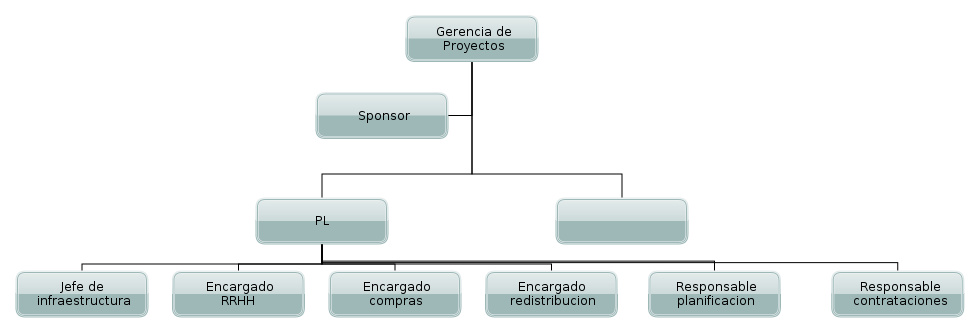 Gerencia de
Proyectos
Sponsor
PL
Jefe de
infraestructura
Encargado
RRHH
Encargado
compras
Encargado
redistribucion
Responsable
planificacion
Responsable
contrataciones